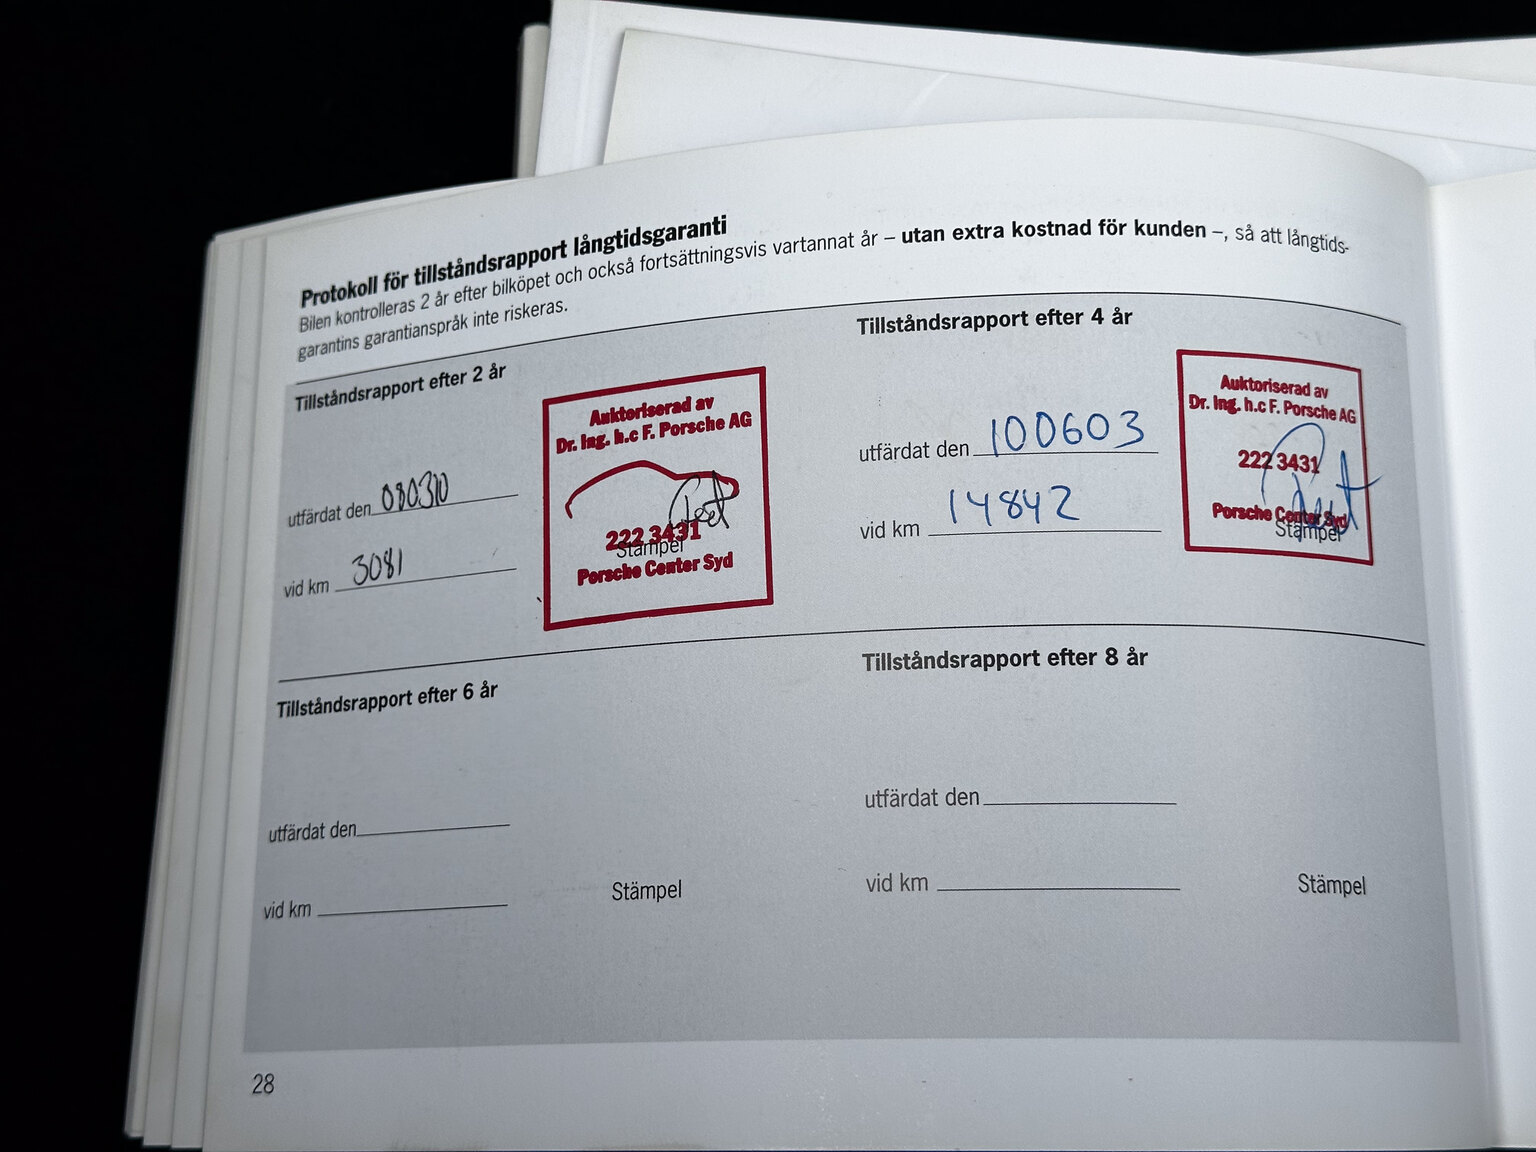 Protokoll för tillståndsrapport långtidsgaranti
Bilen kontrolleras 2 år efter bilköpet och också fortsättningsvis vartannat år – utan extra kostnad för kunden –, så att långtids-
garantins garantianspråk inte riskeras.
Tillståndsrapport efter 2 år
utfärdat den 080310
vid km 3081
Auktoriserad av
Dr. Ing. h.c F. Porsche AG
222 3431
Stämpel
Porsche Center Syd
Tillståndsrapport efter 4 år
utfärdat den 100603
vid km 14842
Auktoriserad av
Dr. Ing. h.c F. Porsche AG
222 3431
Porsche Center Syd
Stämpel
Tillståndsrapport efter 6 år
utfärdat den
vid km
Stämpel
Tillståndsrapport efter 8 år
utfärdat den
vid km
Stämpel
28